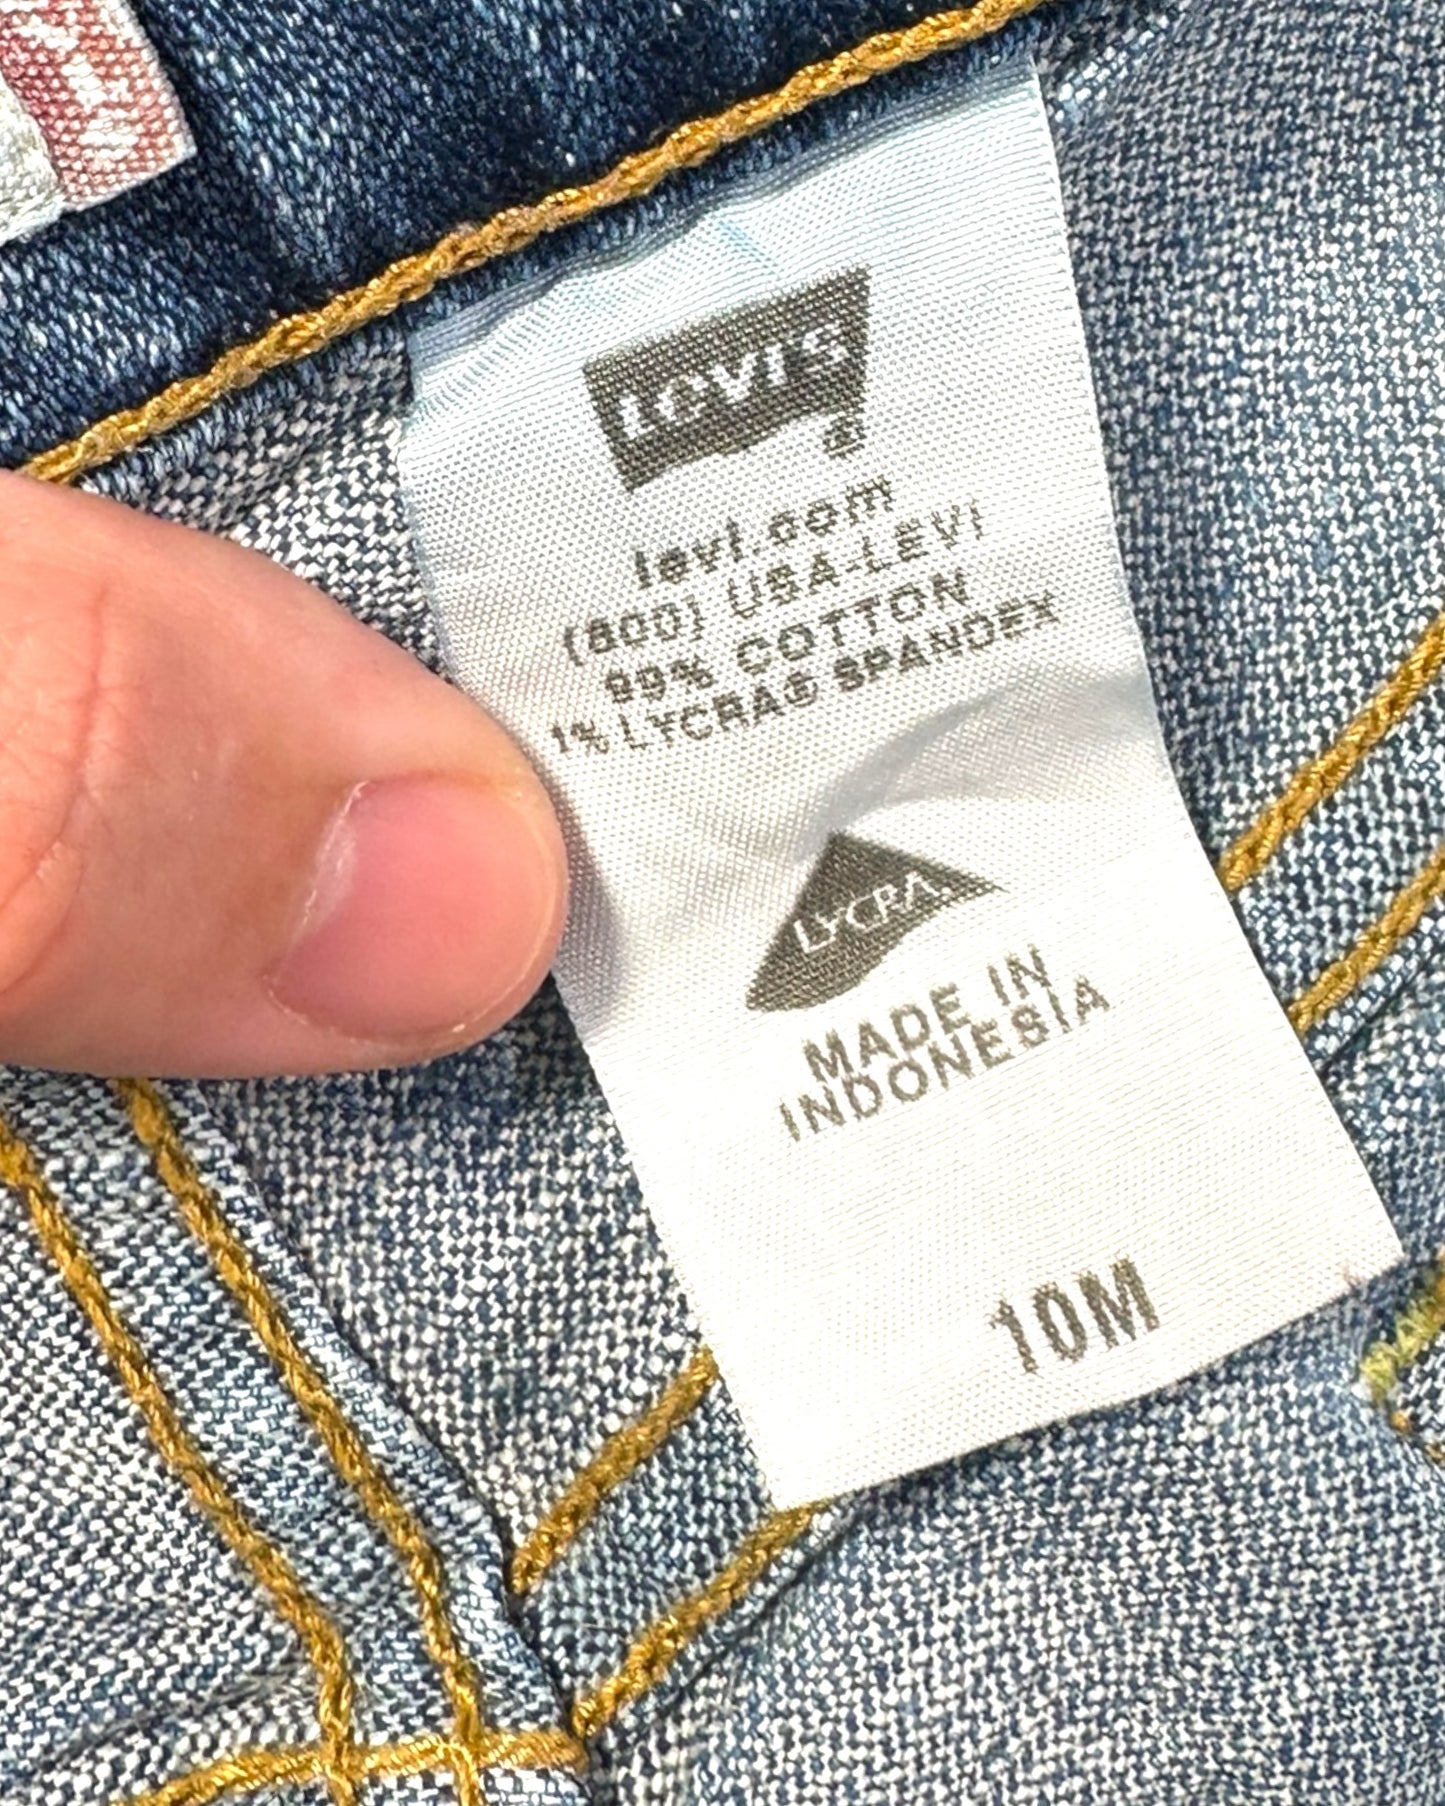 LEVI'S
®
levi.com
(800) USA-LEVI
99% COTTON
1% LYCRA® SPANDEX
LYCRA.
MADE IN
INDONESIA
10M